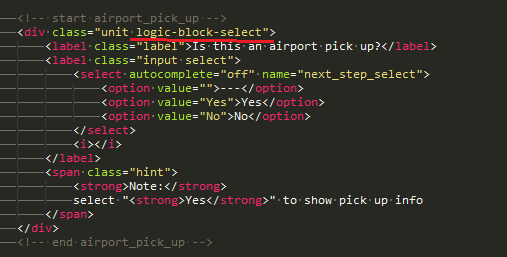 <!-- start airport_pick_up -->
<div class="unit logic-block-select">
<label class="label">Is this an airport pick up?</label>
<label class="input select">
<select autocomplete="off" name="next_step_select">
<option value="">---</option>
<option value="Yes">Yes</option>
<option value="No">No</option>
</select>
<i></i>
</label>
<span class="hint">
<strong>Note:</strong>
select "<strong>Yes</strong>" to show pick up info
</span>
</div>
<!-- end airport_pick_up -->